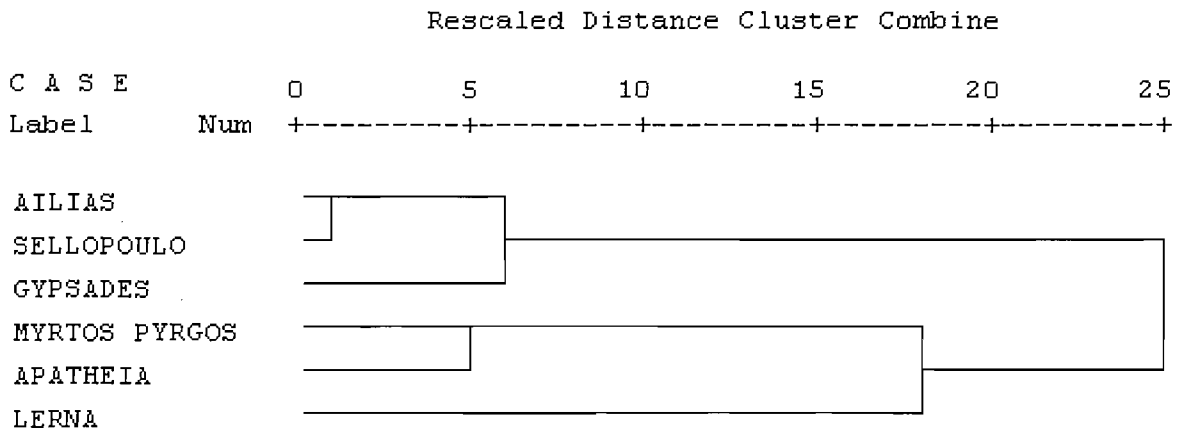 Rescaled Distance Cluster Combine
C A S E 0 5 10 15 20 25
Label Num +---------+---------+---------+---------+---------+
AILIAS
SELLOPOULO
GYPSADES
MYRTOS PYRGOS
APATHEIA
LERNA